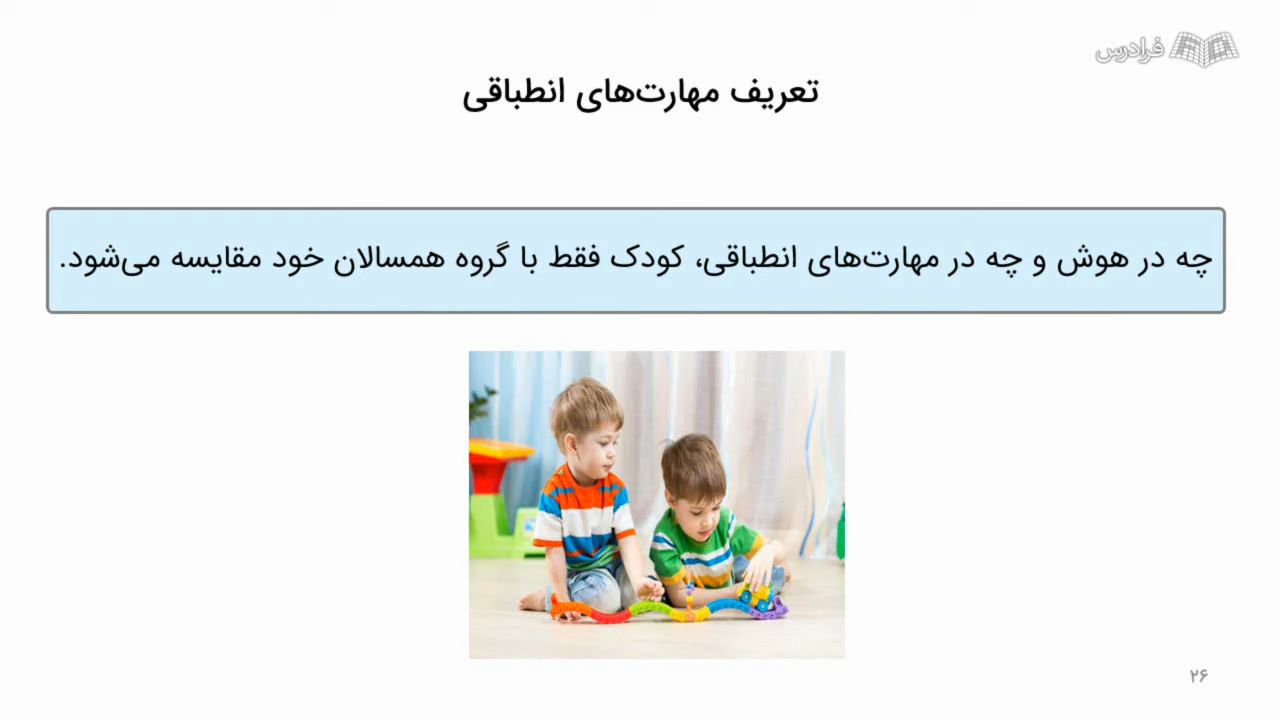 فرادرس
تعریف مهارت‌های انطباقی
چه در هوش و چه در مهارت‌های انطباقی، کودک فقط با گروه همسالان خود مقایسه می‌شود.
۲۶